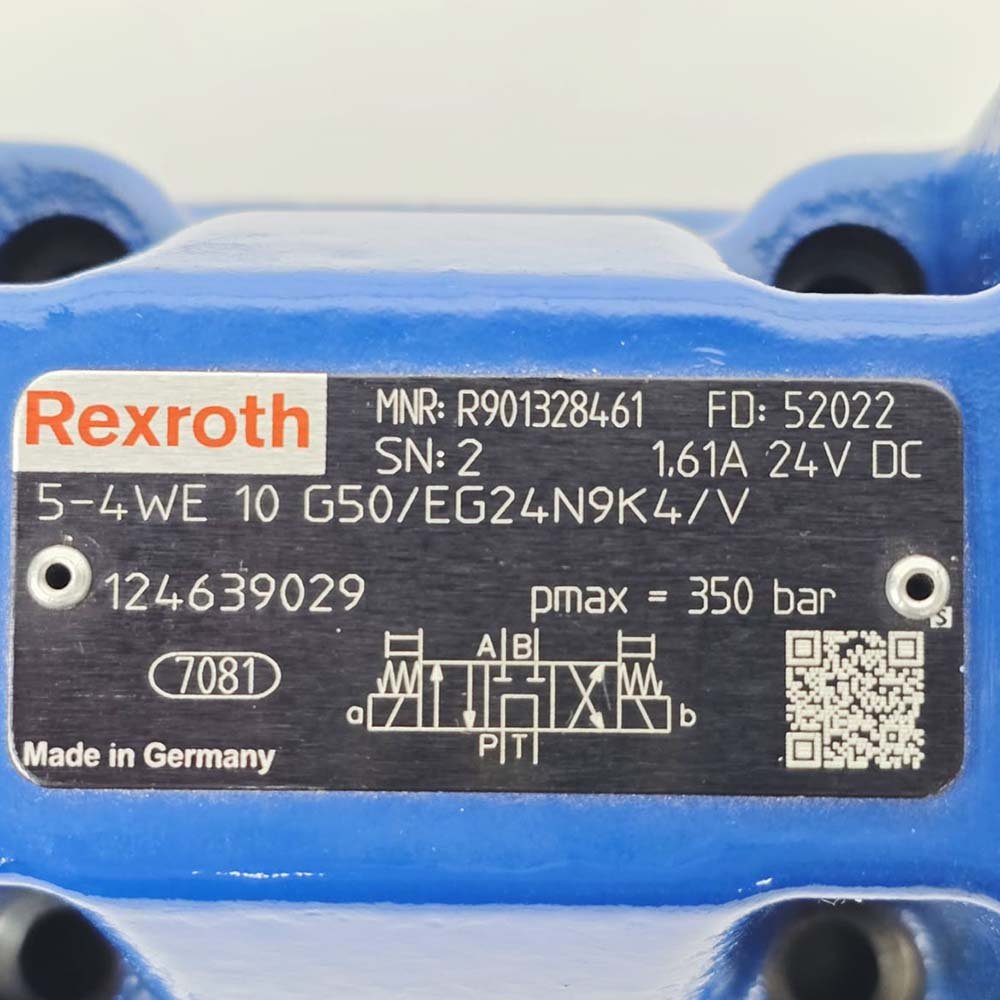 Rexroth
MNR: R901328461 FD: 52022
SN: 2 1.61A 24V DC
5-4WE 10 G50/EG24N9K4/V
124639029 pmax = 350 bar
S
7081
A B
a b
P T
Made in Germany